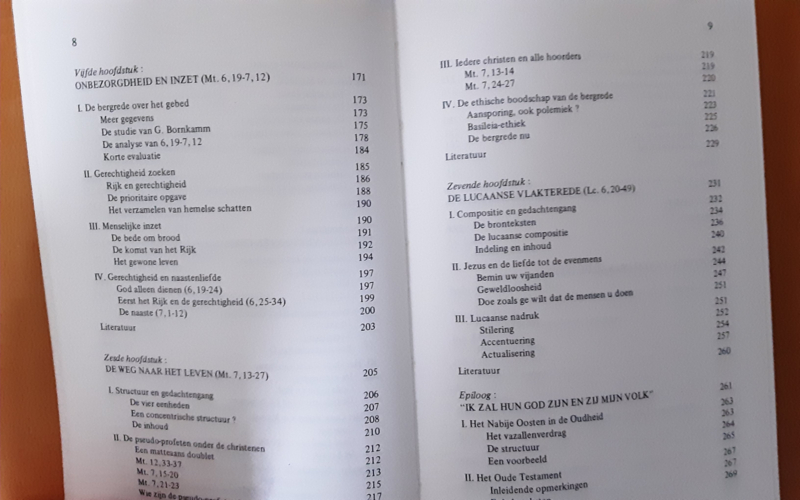 8
Vijfde hoofdstuk :
ONBEZORGDHEID EN INZET (Mt. 6, 19-7, 12) 171
I. De bergrede over het gebed 173
Meer gegevens 173
De studie van G. Bornkamm 175
De analyse van 6, 19-7, 12 178
Korte evaluatie 184
II. Gerechtigheid zoeken 185
Rijk en gerechtigheid 186
De prioritaire opgave 188
Het verzamelen van hemelse schatten 190
III. Menselijke inzet 190
De bede om brood 191
De komst van het Rijk 192
Het gewone leven 194
IV. Gerechtigheid en naastenliefde 197
God alleen dienen (6, 19-24) 197
Eerst het Rijk en de gerechtigheid (6, 25-34) 199
De naaste (7, 1-12) 200
Literatuur 203
Zesde hoofdstuk :
DE WEG NAAR HET LEVEN (Mt. 7, 13-27) 205
I. Structuur en gedachtengang 206
De vier eenheden 207
Een concentrische structuur ? 208
De inhoud 210
II. De pseudo-profeten onder de christenen 212
Een matteaans doublet 212
Mt. 12, 33-37 213
Mt. 7, 15-20 215
Mt. 7, 21-23 217
Wat zijn de
9
III. Iedere christen en alle hoorders 219
Mt. 7, 13-14 219
Mt. 7, 24-27 220
IV. De ethische boodschap van de bergrede 221
Aansporing, ook polemiek ? 223
Basileia-ethiek 225
De bergrede nu 226
Literatuur 229
Zevende hoofdstuk :
DE LUCAANSE VLAKTEREDE (Lc. 6, 20-49) 231
I. Compositie en gedachtengang 232
De bronteksten 234
De lucaanse compositie 236
Indeling en inhoud 240
II. Jezus en de liefde tot de evenmens 242
Bemin uw vijanden 244
Geweldloosheid 247
Doe zoals ge wilt dat de mensen u doen 251
III. Lucaanse nadruk 251
Stilering 252
Accentuering 254
Actualisering 257
Literatuur 260
Epiloog :
"IK ZAL HUN GOD ZIJN EN ZIJ MIJN VOLK" 261
I. Het Nabije Oosten in de Oudheid 263
Het vazallenverdrag 263
De structuur 264
Een voorbeeld 265
II. Het Oude Testament 267
Inleidende opmerkingen 267
269